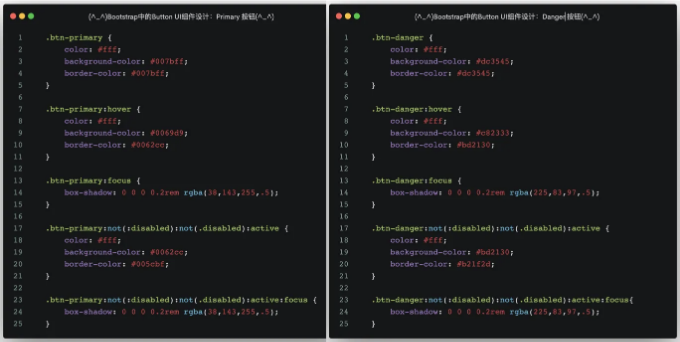 (^_^)Bootstrap中的Button UI组件设计：Primary 按钮(^_^)
1 .btn-primary {
2 color: #fff;
3 background-color: #007bff;
4 border-color: #007bff;
5 }
6
7 .btn-primary:hover {
8 color: #fff;
9 background-color: #0069d9;
10 border-color: #0062cc;
11 }
12
13 .btn-primary:focus {
14 box-shadow: 0 0 0 0.2rem rgba(38,143,255,.5);
15 }
16
17 .btn-primary:not(:disabled):not(.disabled):active {
18 color: #fff;
19 background-color: #0062cc;
20 border-color: #005cbf;
21 }
22
23 .btn-primary:not(:disabled):not(.disabled):active:focus {
24 box-shadow: 0 0 0 0.2rem rgba(38,143,255,.5);
25 }
(^_^)Bootstrap中的Button UI组件设计：Danger按钮(^_^)
1 .btn-danger {
2 color: #fff;
3 background-color: #dc3545;
4 border-color: #dc3545;
5 }
6
7 .btn-danger:hover {
8 color: #fff;
9 background-color: #c82333;
10 border-color: #bd2130;
11 }
12
13 .btn-danger:focus {
14 box-shadow: 0 0 0 0.2rem rgba(225,83,97,.5);
15 }
16
17 .btn-danger:not(:disabled):not(.disabled):active {
18 color: #fff;
19 background-color: #bd2130;
20 border-color: #b21f2d;
21 }
22
23 .btn-danger:not(:disabled):not(.disabled):active:focus{
24 box-shadow: 0 0 0 0.2rem rgba(225,83,97,.5);
25 }